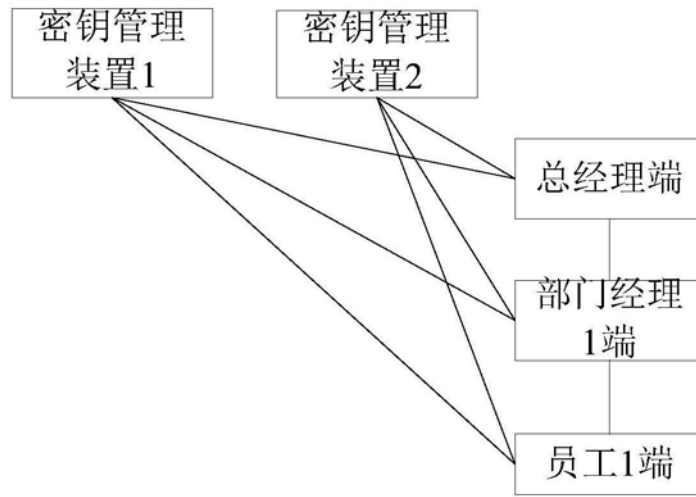 密钥管理
装置1
密钥管理
装置2
总经理端
部门经理
1端
员工1端